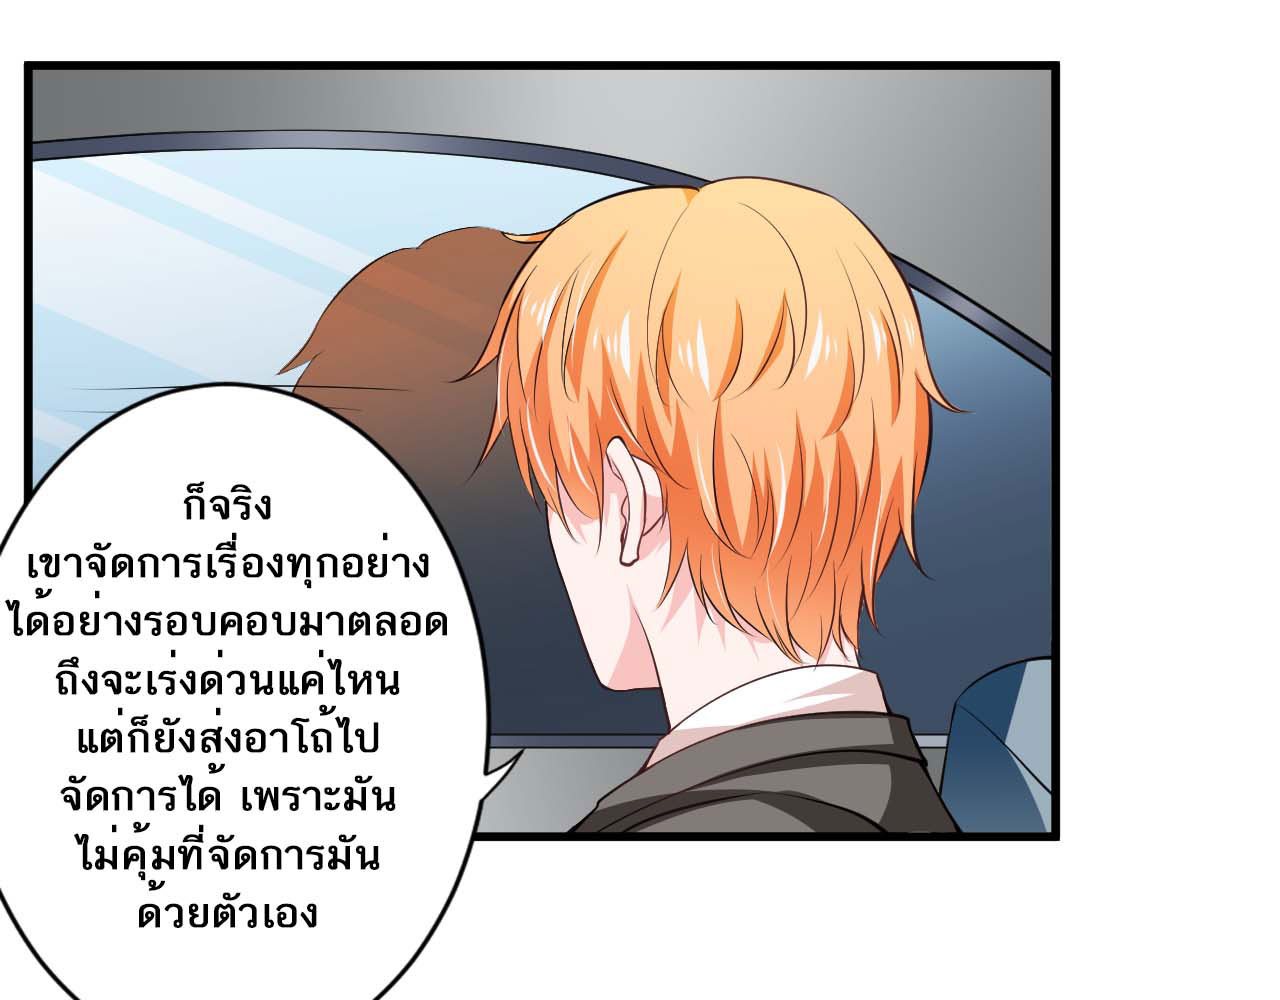 ก็จริง
เขาจัดการเรื่องทุกอย่าง
ได้อย่างรอบคอบมาตลอด
ถึงจะเร่งด่วนแค่ไหน
แต่ก็ยังส่งอาโถ้ไป
จัดการได้ เพราะมัน
ไม่คุ้มที่จัดการมัน
ด้วยตัวเอง